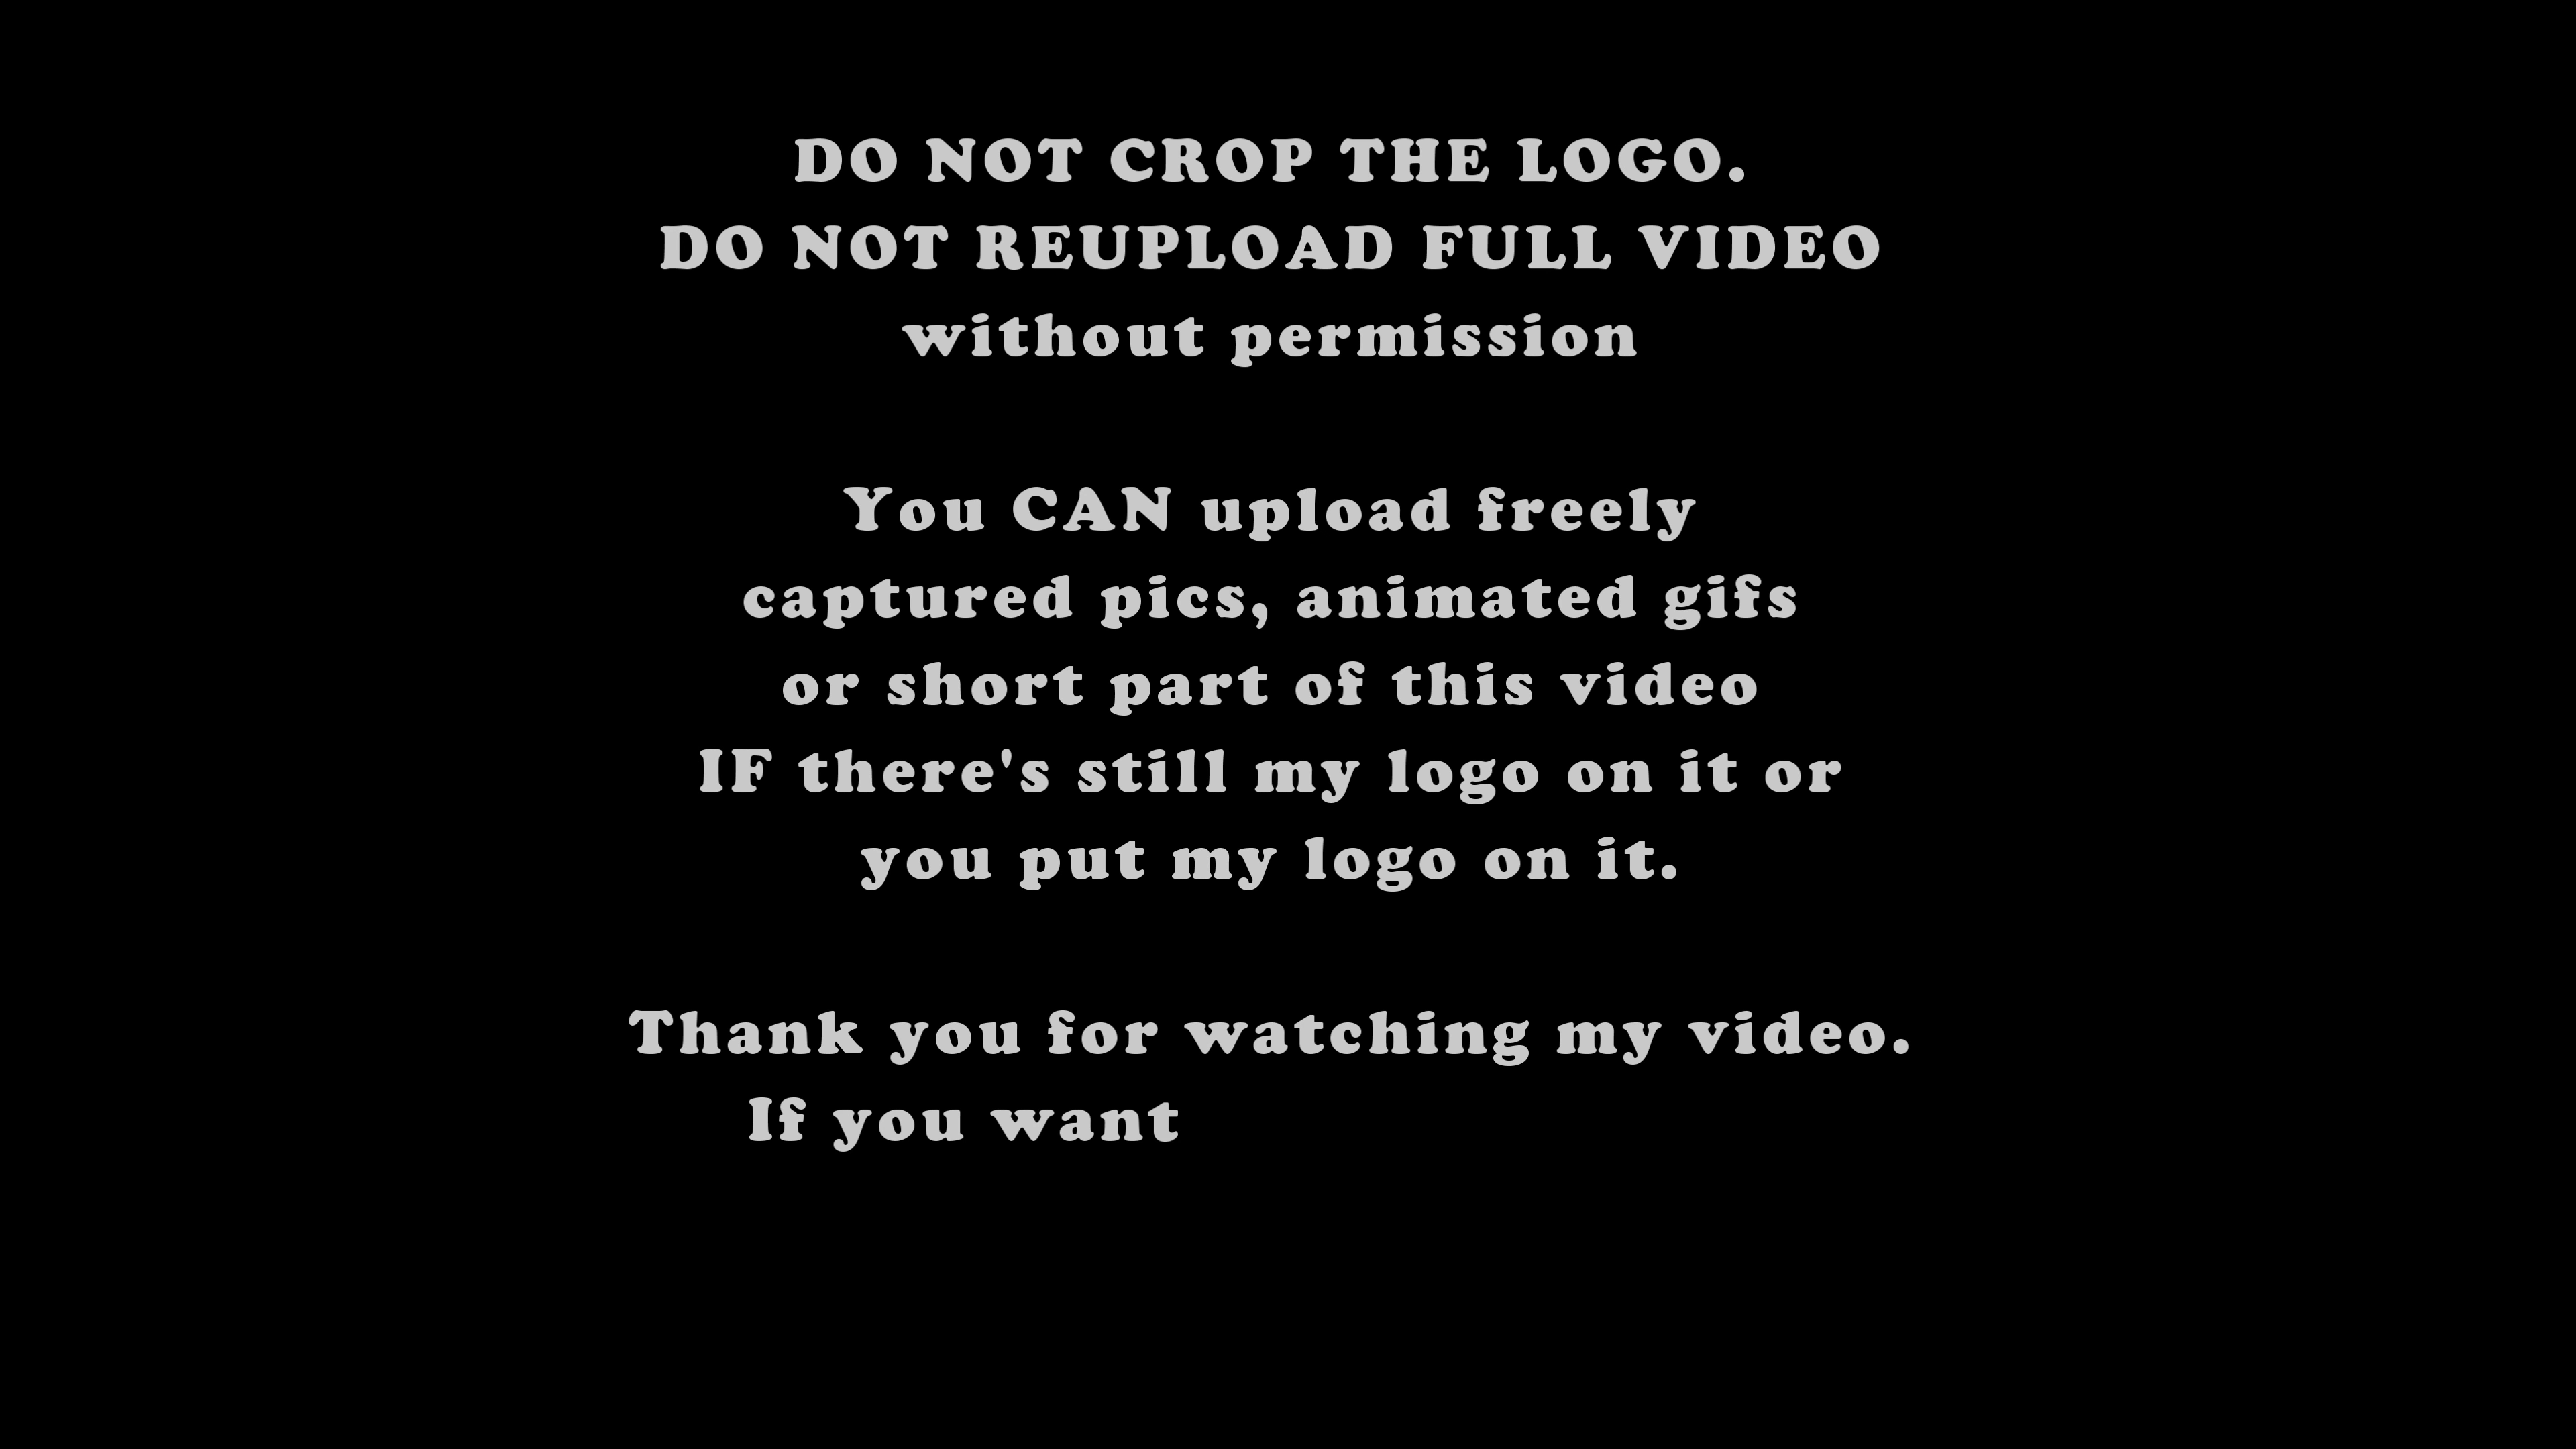 DO NOT CROP THE LOGO.
DO NOT REUPLOAD FULL VIDEO
without permission
You CAN upload freely
captured pics, animated gifs
or short part of this video
IF there's still my logo on it or
you put my logo on it.
Thank you for watching my video.
If you want